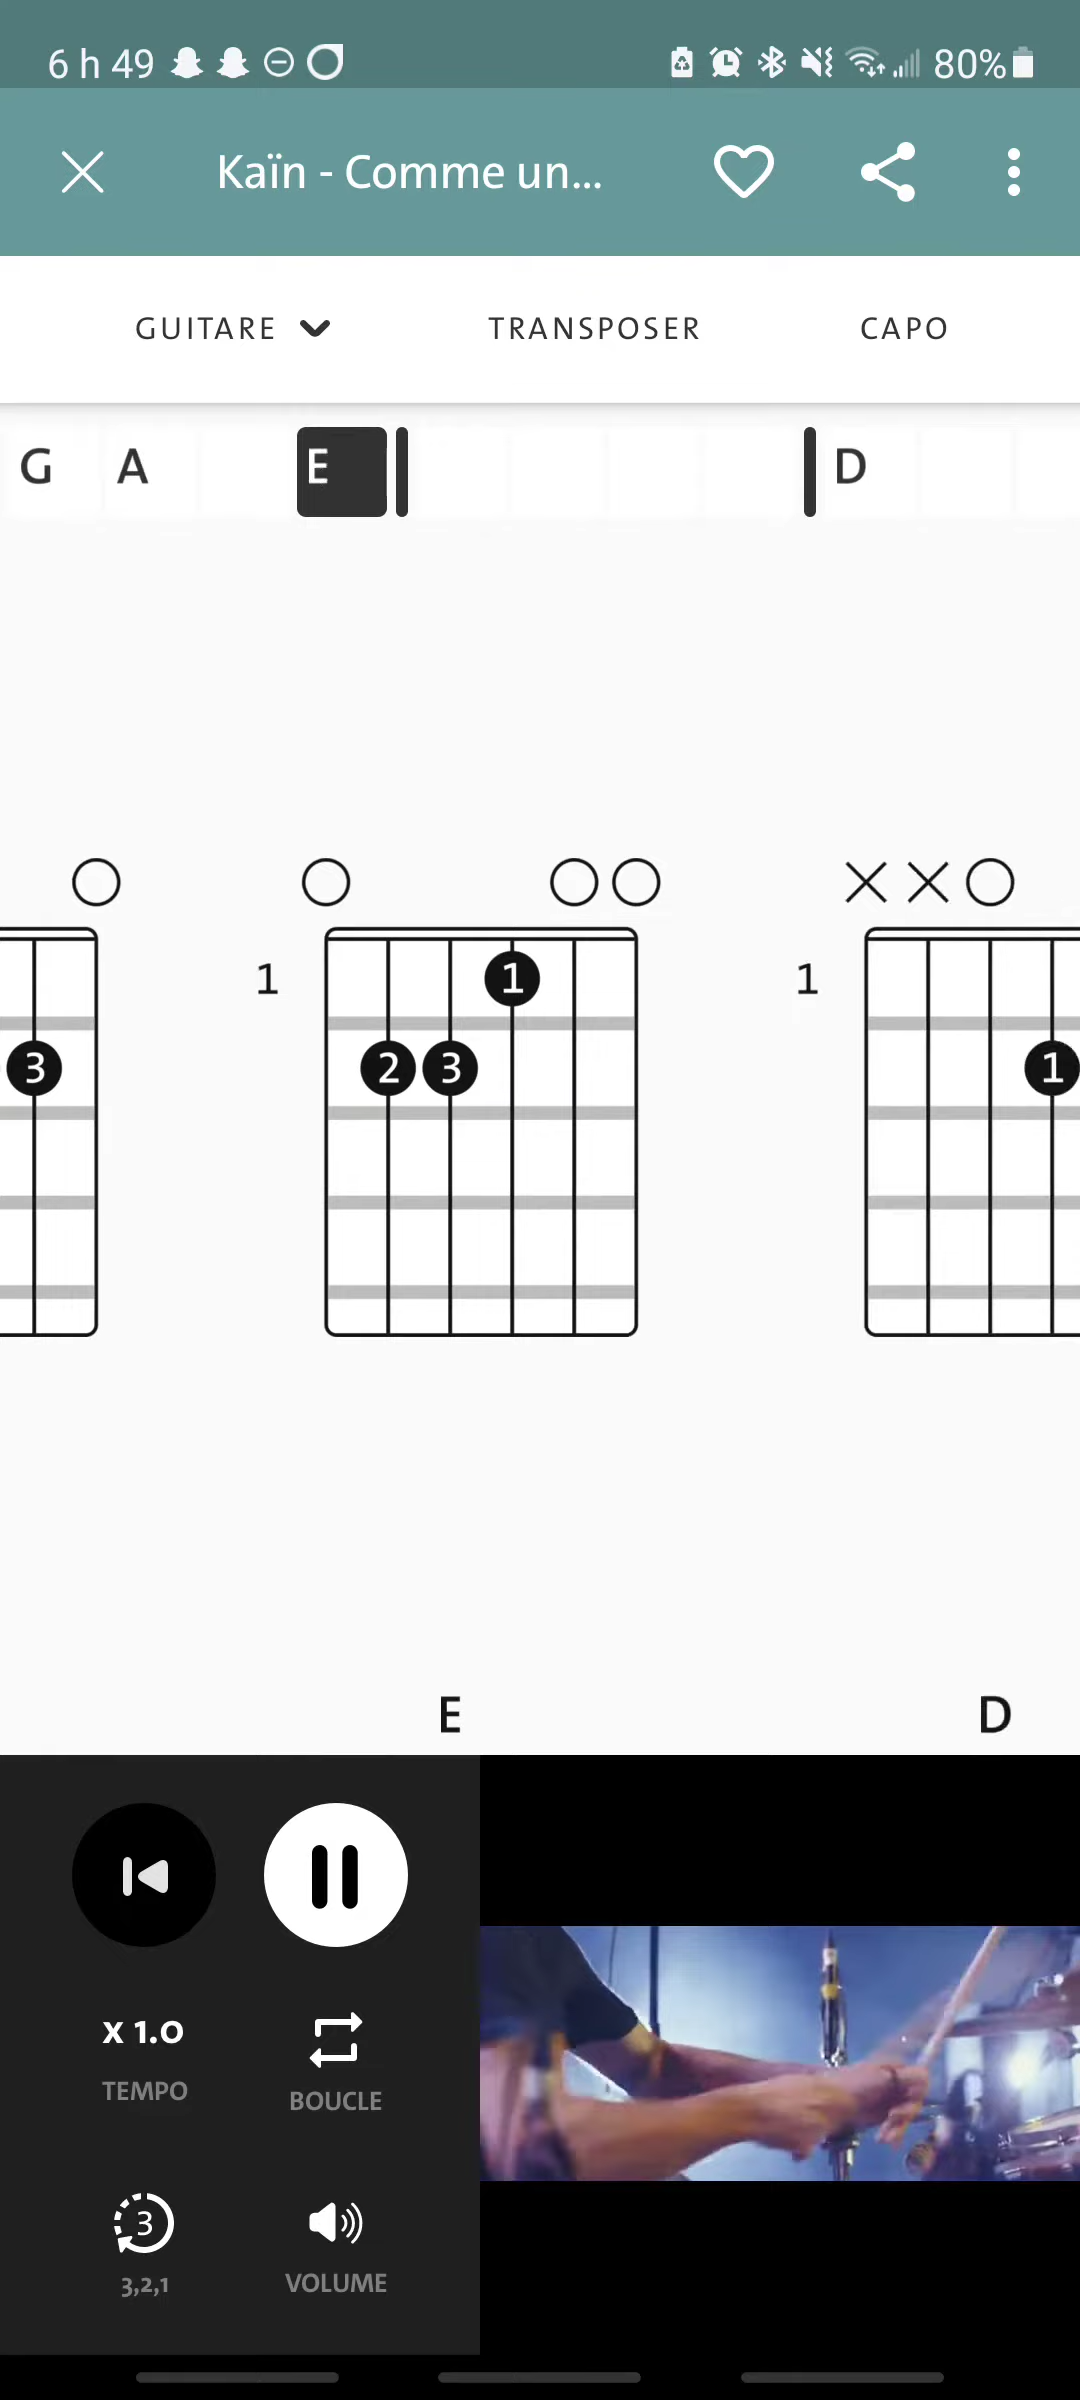 6 h 49 80%
Kaïn - Comme un...
GUITARE TRANSPOSER CAPO
G A E D
1 1 1
3 2 3 1
E D
x 1.0
TEMPO BOUCLE
3
3,2,1 VOLUME